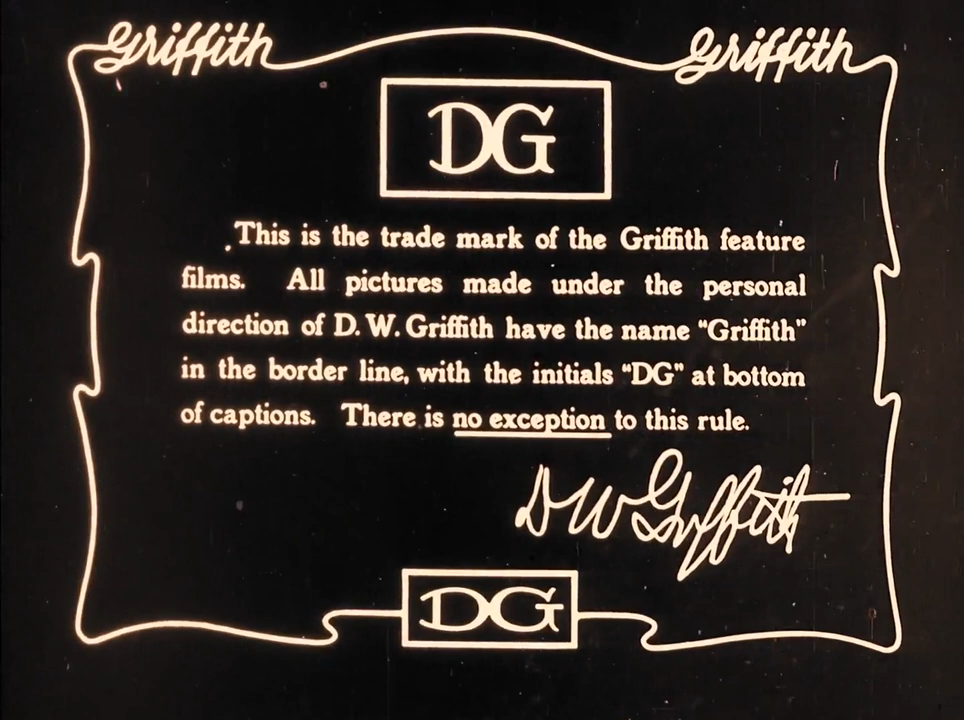 Griffith Griffith
DG
This is the trade mark of the Griffith feature
films. All pictures made under the personal
direction of D. W. Griffith have the name "Griffith"
in the border line, with the initials "DG" at bottom
of captions. There is no exception to this rule.
D W Griffith
DG